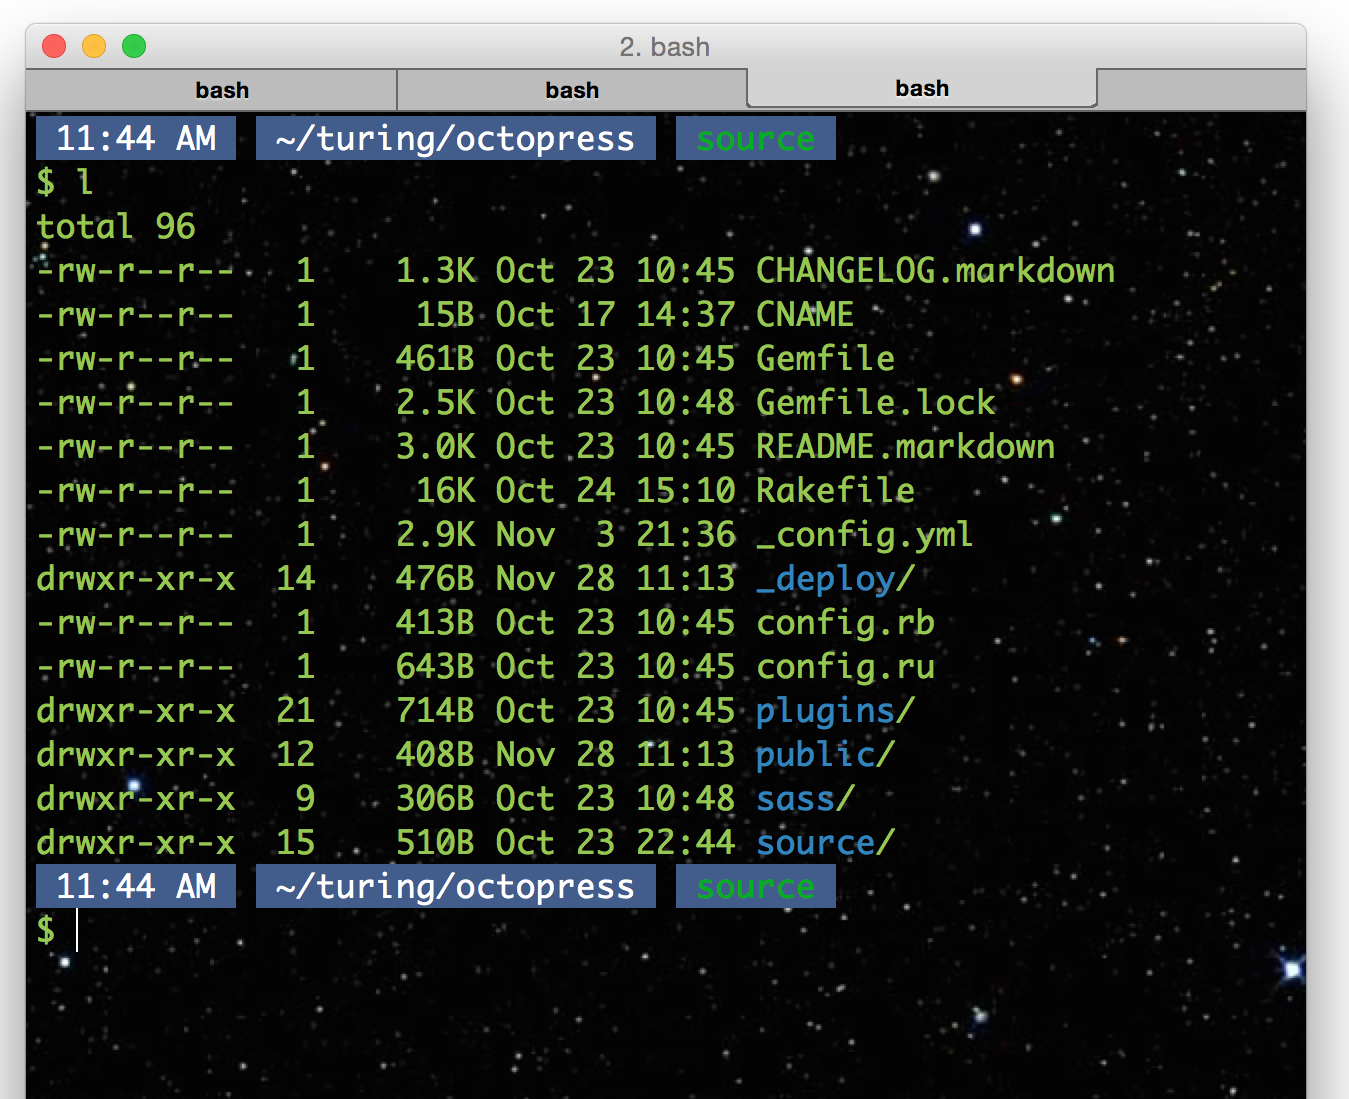 2. bash
bash bash bash
11:44 AM ~/turing/octopress source
$ l
total 96
-rw-r--r-- 1 1.3K Oct 23 10:45 CHANGELOG.markdown
-rw-r--r-- 1 15B Oct 17 14:37 CNAME
-rw-r--r-- 1 461B Oct 23 10:45 Gemfile
-rw-r--r-- 1 2.5K Oct 23 10:48 Gemfile.lock
-rw-r--r-- 1 3.0K Oct 23 10:45 README.markdown
-rw-r--r-- 1 16K Oct 24 15:10 Rakefile
-rw-r--r-- 1 2.9K Nov 3 21:36 _config.yml
drwxr-xr-x 14 476B Nov 28 11:13 _deploy/
-rw-r--r-- 1 413B Oct 23 10:45 config.rb
-rw-r--r-- 1 643B Oct 23 10:45 config.ru
drwxr-xr-x 21 714B Oct 23 10:45 plugins/
drwxr-xr-x 12 408B Nov 28 11:13 public/
drwxr-xr-x 9 306B Oct 23 10:48 sass/
drwxr-xr-x 15 510B Oct 23 22:44 source/
11:44 AM ~/turing/octopress source
$